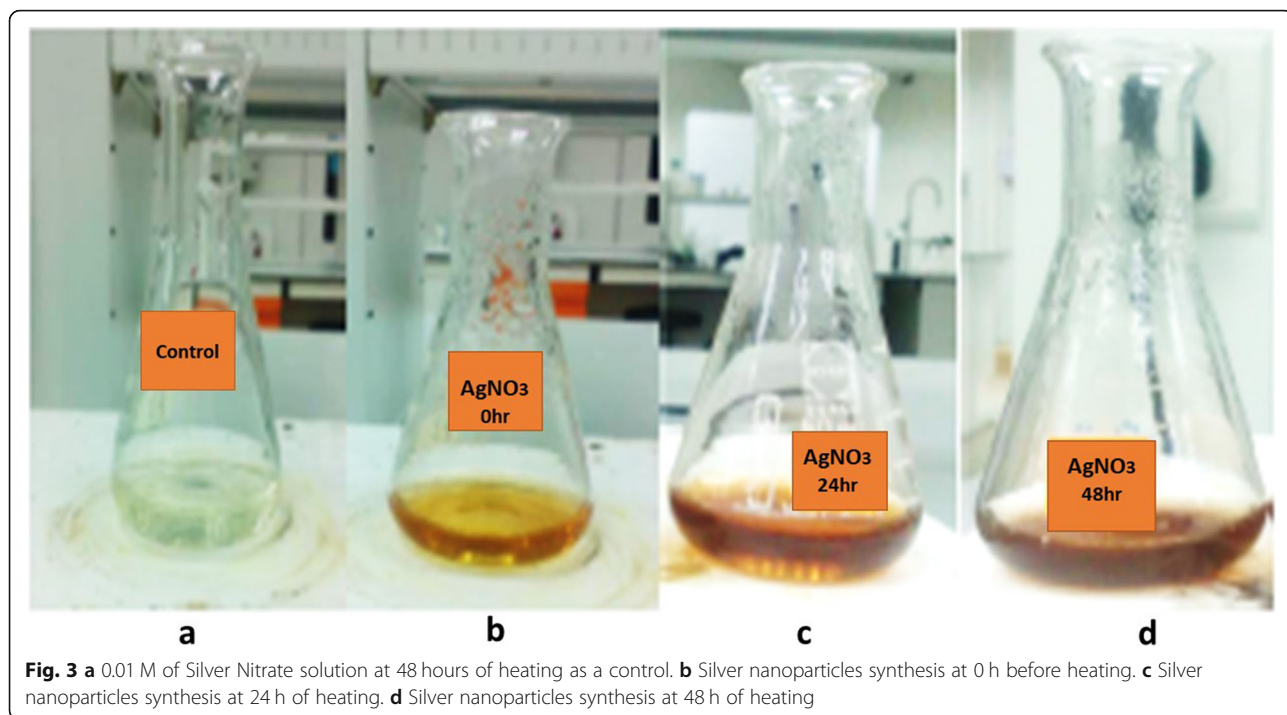 Control
AgNO₃
0hr
AgNO₃
24hr
AgNO₃
48hr
a
b
c
d
Fig. 3 a 0.01 M of Silver Nitrate solution at 48 hours of heating as a control. b Silver nanoparticles synthesis at 0 h before heating. c Silver
nanoparticles synthesis at 24 h of heating. d Silver nanoparticles synthesis at 48 h of heating